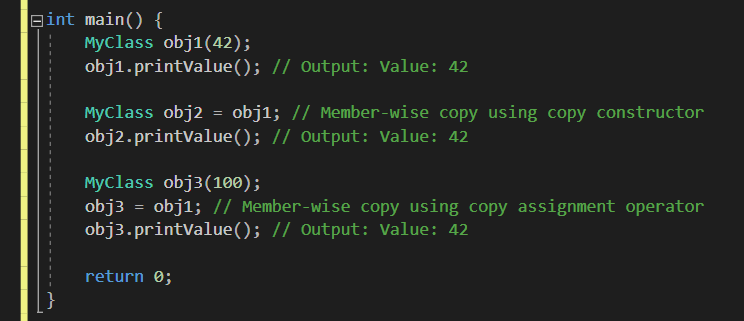 int main() {
MyClass obj1(42);
obj1.printValue(); // Output: Value: 42
MyClass obj2 = obj1; // Member-wise copy using copy constructor
obj2.printValue(); // Output: Value: 42
MyClass obj3(100);
obj3 = obj1; // Member-wise copy using copy assignment operator
obj3.printValue(); // Output: Value: 42
return 0;
}